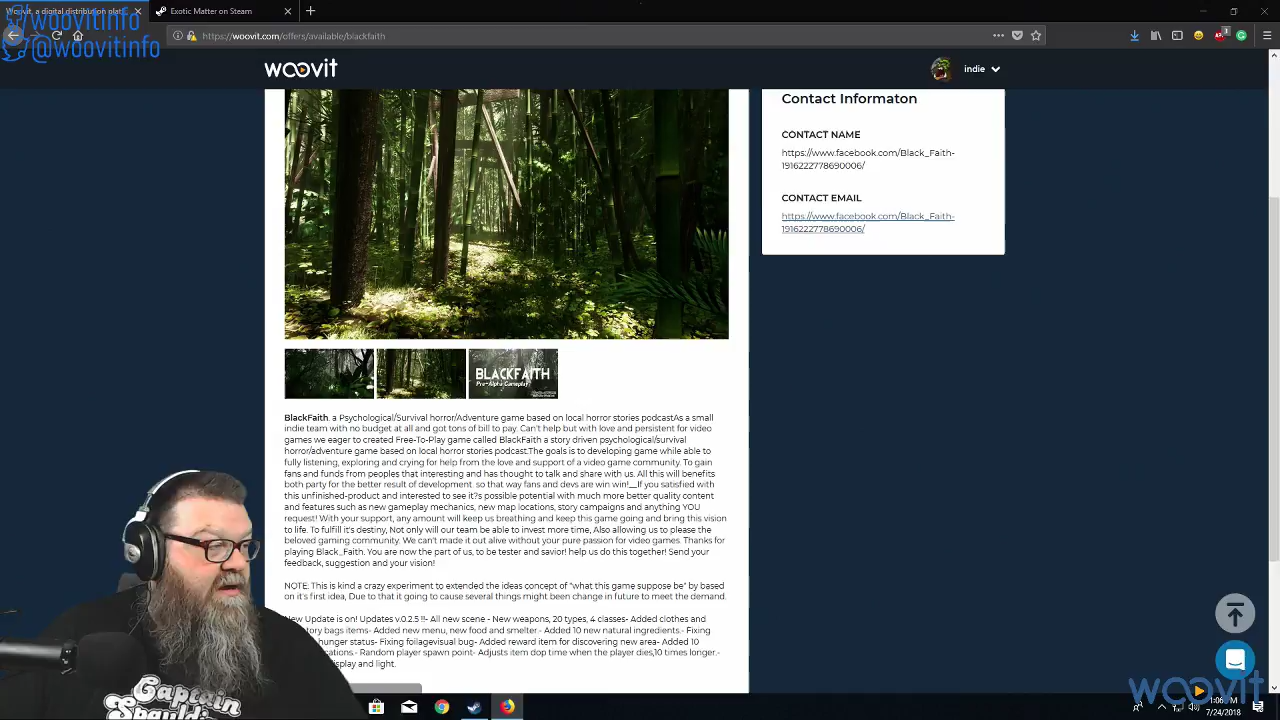 Woovit, a digital distribution plat
Exotic Matter on Steam
/woovitinfo
@woovitinfo
https://woovit.com/offers/available/blackfaith
woovit
indie
Contact Informaton
CONTACT NAME
https://www.facebook.com/Black_Faith-
1916222778690006/
CONTACT EMAIL
https://www.facebook.com/Black_Faith-
1916222778690006/
BLACKFAITH
Pre-Alpha Gameplay
BlackFaith, a Psychological/Survival horror/Adventure game based on local horror stories podcastAs a small
indie team with no budget at all and got tons of bill to pay. Can't help but with love and persistent for video
games we eager to created Free-To-Play game called BlackFaith a story driven psychological/survival
horror/adventure game based on local horror stories podcast.The goals is to developing game while able to
fully listening, exploring and crying for help from the love and support of a video game community. To gain
fans and funds from peoples that interesting and has thought to talk and share with us. All this will benefits
both party for the better result of development. so that way fans and devs are win win!__If you satisfied with
this unfinished-product and interested to see it?s possible potential with much more better quality content
and features such as new gameplay mechanics, new map locations, story campaigns and anything YOU
request! With your support, any amount will keep us breathing and keep this game going and bring this vision
to life. To fulfill it's destiny, Not only will our team be able to invest more time, Also allowing us to please the
beloved gaming community. We can't made it out alive without your pure passion for video games. Thanks for
playing Black_Faith. You are now the part of us, to be tester and savior! help us do this together! Send your
feedback, suggestion and your vision!
NOTE: This is kind a crazy experiment to extended the ideas concept of "what this game suppose be" by based
on it's first idea, Due to that it going to cause several things might been change in future to meet the demand.
New Update is on! Updates v.0.2.5 !!- All new scene - New weapons, 20 types, 4 classes- Added clothes and
tory bags items- Added new menu, new food and smelter.- Added 10 new natural ingredients.- Fixing
hunger status- Fixing foilagevisual bug- Added reward item for discovering new area- Added 10
ations.- Random player spawn point- Adjusts item dop time when the player dies,10 times longer.-
isplay and light.
Captain
Spauldi
woovit
1:06 PM
7/24/2018